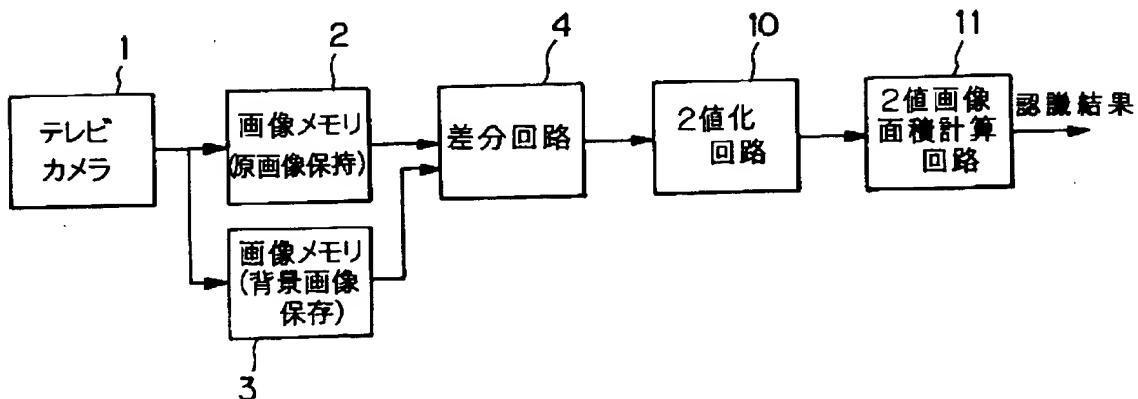 1
テレビ
カメラ
2
画像メモリ
(原画像保持)
画像メモリ
(背景画像
保存)
3
4
差分回路
10
2値化
回路
11
2値画像
面積計算
回路
認識結果